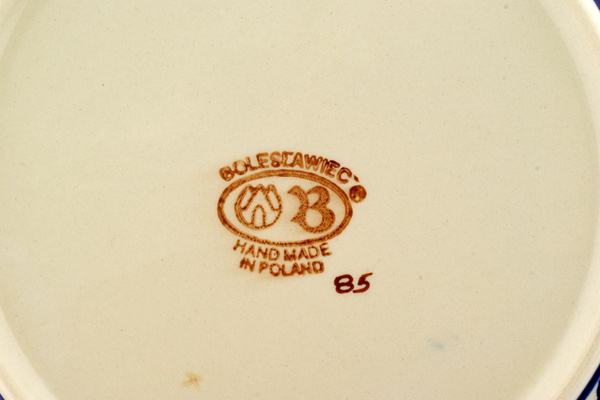 BOLESŁAWIEC®
B
HAND MADE
IN POLAND
85